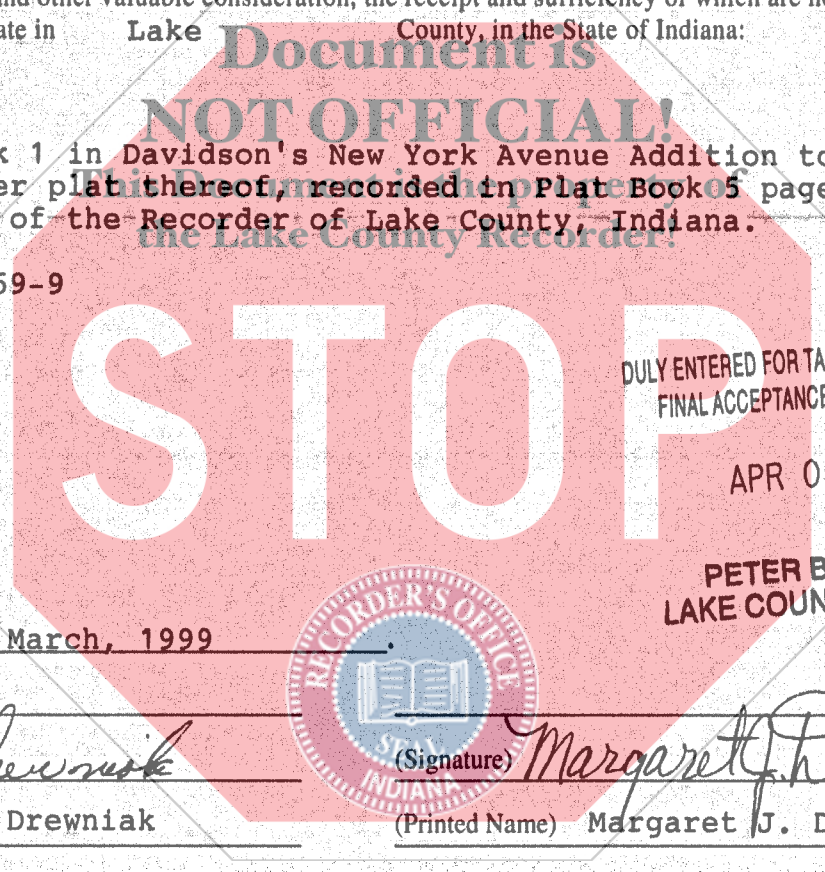 and other valuable consideration, the receipt and sufficiency of which are
ate in Lake County, in the State of Indiana:
Document is
NOT OFFICIAL!
k 1 in Davidson's New York Avenue Addition to
er plat thereof, recorded in Plat Book 5 page
This Document is the property of
of the Recorder of Lake County, Indiana.
the Lake County Recorder!
59-9
STOP
DULY ENTERED FOR TA
FINAL ACCEPTANCE
APR 0
PETER B
LAKE COUN
March, 1999.
RECORDER'S OFFICE
SEAL
INDIANA
(Signature) Margaret J.
Drewniak
(Printed Name) Margaret J. D